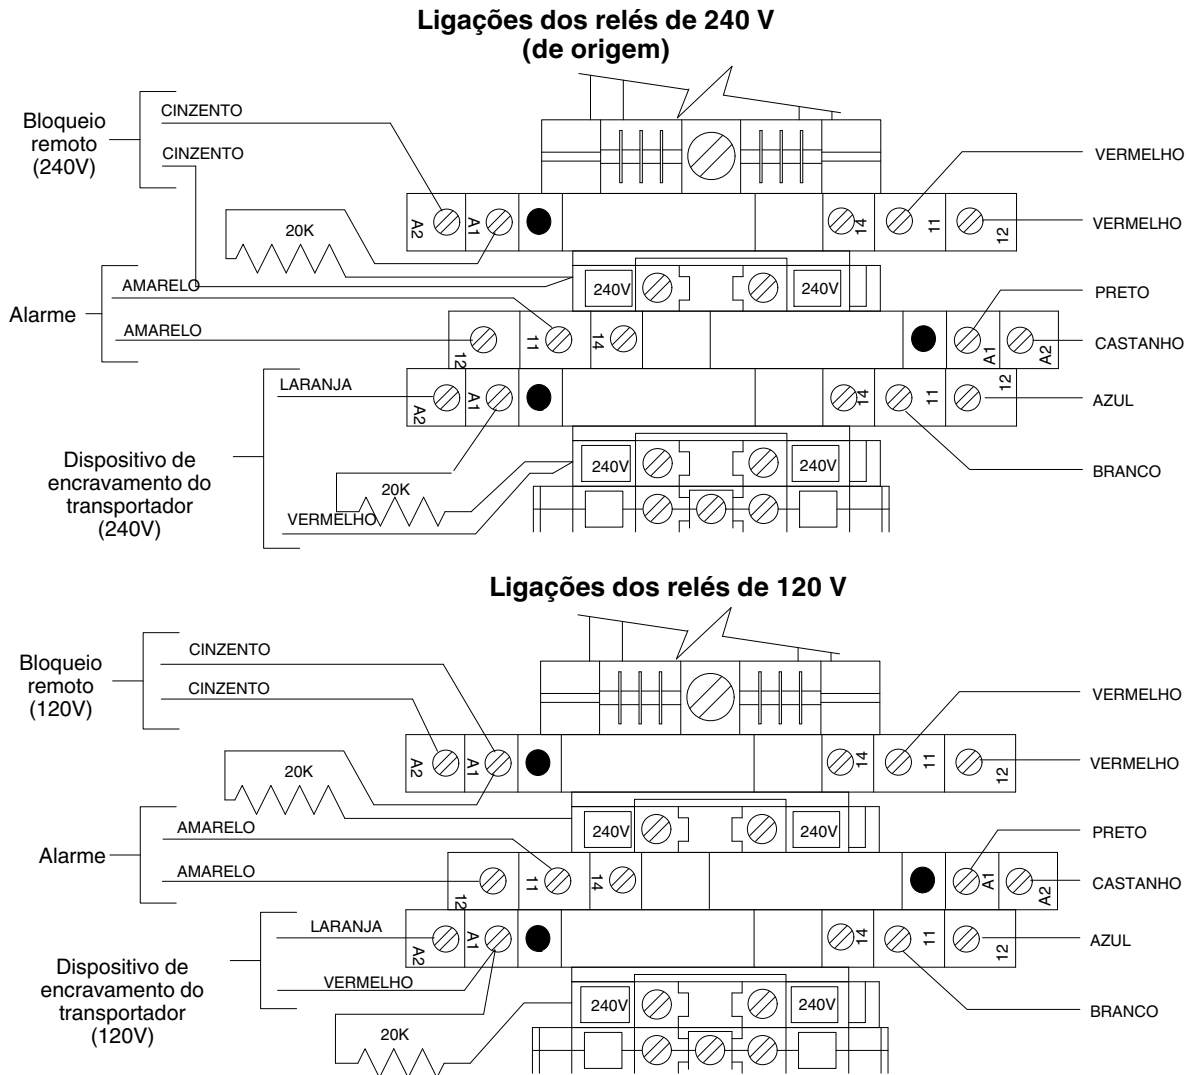 Ligações dos relés de 240 V
(de origem)
Bloqueio
remoto
(240V)
CINZENTO
CINZENTO
VERMELHO
A2
A1
14
11
12
VERMELHO
20K
Alarme
AMARELO
AMARELO
240V
240V
PRETO
12
11
14
A1
A2
CASTANHO
LARANJA
A2
A1
14
11
12
AZUL
Dispositivo de
encravamento do
transportador
(240V)
20K
VERMELHO
240V
240V
BRANCO
Ligações dos relés de 120 V
Bloqueio
remoto
(120V)
CINZENTO
CINZENTO
VERMELHO
A2
A1
14
11
12
VERMELHO
20K
Alarme
AMARELO
AMARELO
240V
240V
PRETO
12
11
14
A1
A2
CASTANHO
LARANJA
A2
A1
14
11
12
AZUL
Dispositivo de
encravamento do
transportador
(120V)
VERMELHO
20K
240V
240V
BRANCO